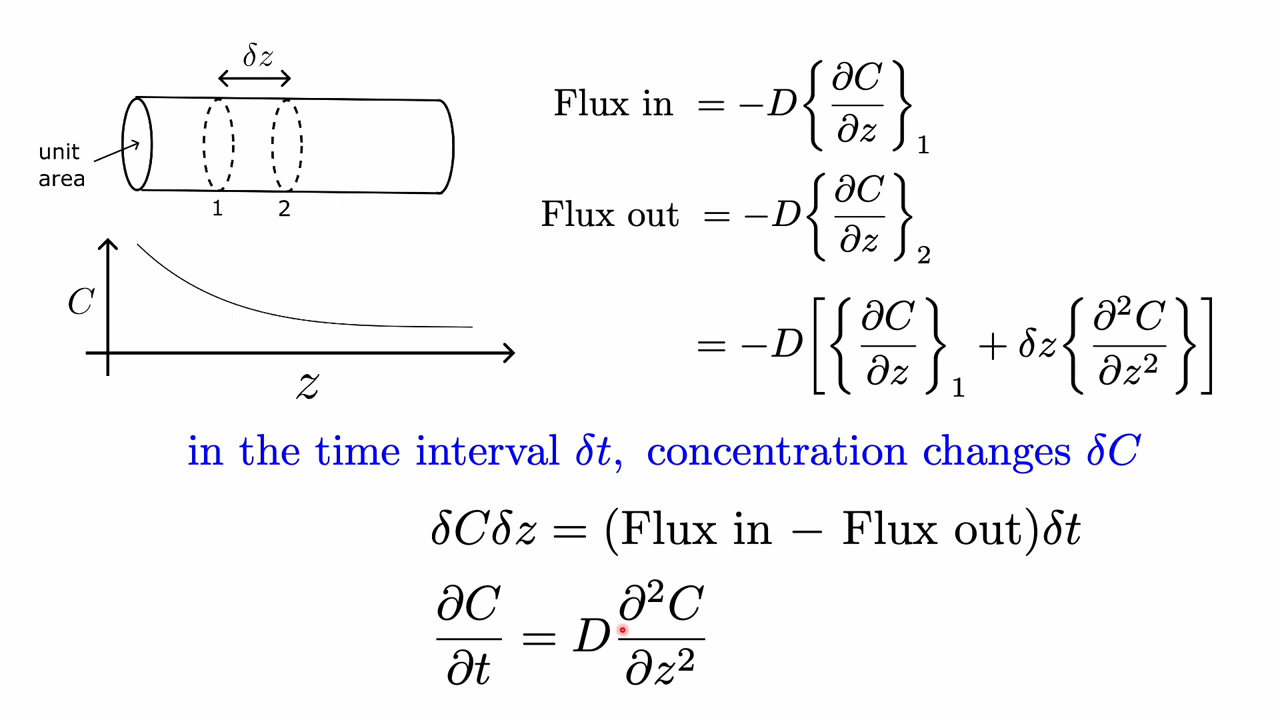 δz
unit
area
1 2
C
z
Flux in = −D{∂C/∂z}₁
Flux out = −D{∂C/∂z}₂
= −D[{∂C/∂z}₁ + δz{∂²C/∂z²}]
in the time interval δt, concentration changes δC
δCδz = (Flux in − Flux out)δt
∂C/∂t = D ∂²C/∂z²